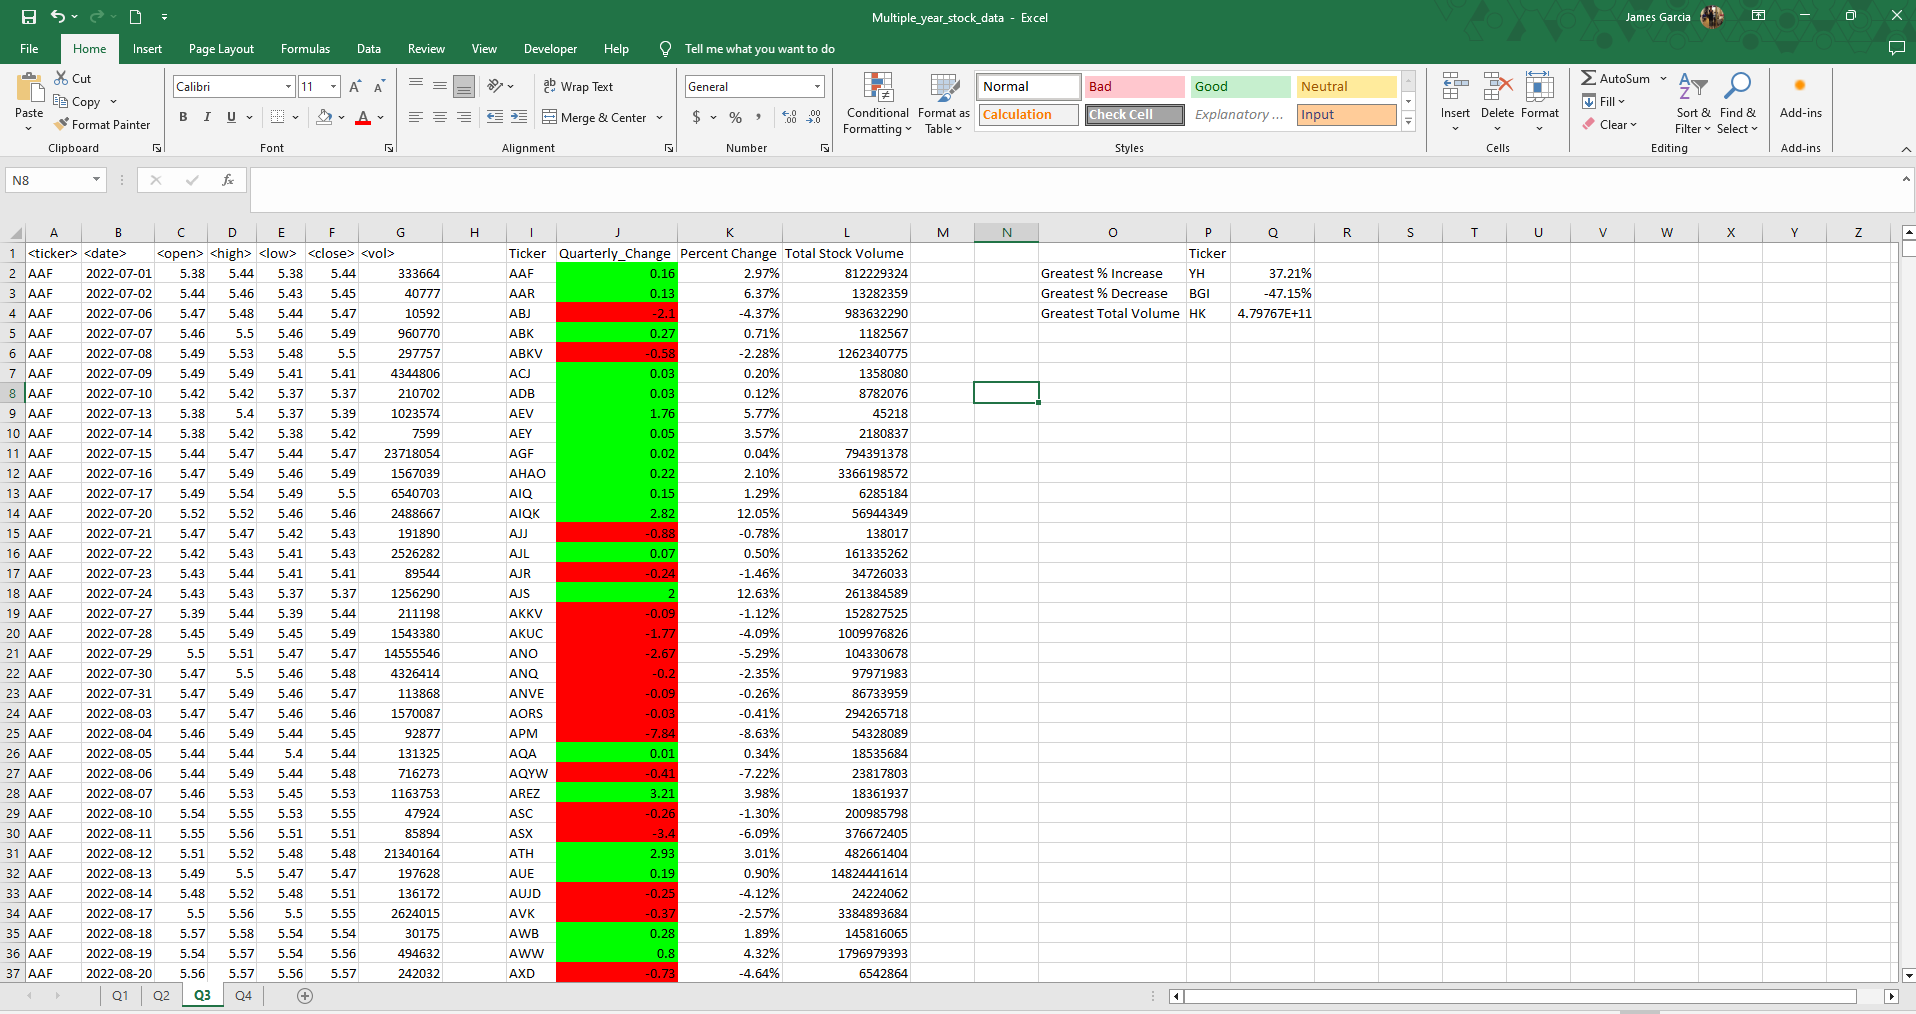 Multiple_year_stock_data - Excel
James Garcia
File Home Insert Page Layout Formulas Data Review View Developer Help Tell me what you want to do
Paste
Cut
Copy
Format Painter
Clipboard
Calibri 11
B I U
Font
Wrap Text
Merge & Center
Alignment
General
$ % ,
Number
Conditional Formatting
Format as Table
Normal Bad Good Neutral
Calculation Check Cell Explanatory ... Input
Styles
Insert Delete Format
Cells
AutoSum
Fill
Clear
Sort & Filter
Find & Select
Editing
Add-ins
Add-ins
N8 fx
A B C D E F G H I J K L M N O P Q R S T U V W X Y Z
1 <ticker> <date> <open> <high> <low> <close> <vol> Ticker Quarterly_Change Percent Change Total Stock Volume Ticker
2 AAF 2022-07-01 5.38 5.44 5.38 5.44 333664 AAF 0.16 2.97% 812229324 Greatest % Increase YH 37.21%
3 AAF 2022-07-02 5.44 5.46 5.43 5.45 40777 AAR 0.13 6.37% 13282359 Greatest % Decrease BGI -47.15%
4 AAF 2022-07-06 5.47 5.48 5.44 5.47 10592 ABJ -2.1 -4.37% 983632290 Greatest Total Volume HK 4.79767E+11
5 AAF 2022-07-07 5.46 5.5 5.46 5.49 960770 ABK 0.27 0.71% 1182567
6 AAF 2022-07-08 5.49 5.53 5.48 5.5 297757 ABKV -0.58 -2.28% 1262340775
7 AAF 2022-07-09 5.49 5.49 5.41 5.41 4344806 ACJ 0.03 0.20% 1358080
8 AAF 2022-07-10 5.42 5.42 5.37 5.37 210702 ADB 0.03 0.12% 8782076
9 AAF 2022-07-13 5.38 5.4 5.37 5.39 1023574 AEV 1.76 5.77% 45218
10 AAF 2022-07-14 5.38 5.42 5.38 5.42 7599 AEY 0.05 3.57% 2180837
11 AAF 2022-07-15 5.44 5.47 5.44 5.47 23718054 AGF 0.02 0.04% 794391378
12 AAF 2022-07-16 5.47 5.49 5.46 5.49 1567039 AHAO 0.22 2.10% 3366198572
13 AAF 2022-07-17 5.49 5.54 5.49 5.5 6540703 AIQ 0.15 1.29% 6285184
14 AAF 2022-07-20 5.52 5.52 5.46 5.46 2488667 AIQK 2.82 12.05% 56944349
15 AAF 2022-07-21 5.47 5.47 5.42 5.43 191890 AJJ -0.88 -0.78% 138017
16 AAF 2022-07-22 5.42 5.43 5.41 5.43 2526282 AJL 0.07 0.50% 161335262
17 AAF 2022-07-23 5.43 5.44 5.41 5.41 89544 AJR -0.24 -1.46% 34726033
18 AAF 2022-07-24 5.43 5.43 5.37 5.37 1256290 AJS 2 12.63% 261384589
19 AAF 2022-07-27 5.39 5.44 5.39 5.44 211198 AKKV -0.09 -1.12% 152827525
20 AAF 2022-07-28 5.45 5.49 5.45 5.49 1543380 AKUC -1.77 -4.09% 1009976826
21 AAF 2022-07-29 5.5 5.51 5.47 5.47 14555546 ANO -2.67 -5.29% 104330678
22 AAF 2022-07-30 5.47 5.5 5.46 5.48 4326414 ANQ -0.2 -2.35% 97971983
23 AAF 2022-07-31 5.47 5.49 5.46 5.47 113868 ANVE -0.09 -0.26% 86733959
24 AAF 2022-08-03 5.47 5.47 5.46 5.46 1570087 AORS -0.03 -0.41% 294265718
25 AAF 2022-08-04 5.46 5.49 5.44 5.45 92877 APM -7.84 -8.63% 54328089
26 AAF 2022-08-05 5.44 5.44 5.4 5.44 131325 AQA 0.01 0.34% 18535684
27 AAF 2022-08-06 5.44 5.49 5.44 5.48 716273 AQYW -0.41 -7.22% 23817803
28 AAF 2022-08-07 5.46 5.53 5.45 5.53 1163753 AREZ 3.21 3.98% 18361937
29 AAF 2022-08-10 5.54 5.55 5.53 5.55 47924 ASC -0.26 -1.30% 200985798
30 AAF 2022-08-11 5.55 5.56 5.51 5.51 85894 ASX -3.4 -6.09% 376672405
31 AAF 2022-08-12 5.51 5.52 5.48 5.48 21340164 ATH 2.93 3.01% 482661404
32 AAF 2022-08-13 5.49 5.5 5.47 5.47 197628 AUE 0.19 0.90% 14824441614
33 AAF 2022-08-14 5.48 5.52 5.48 5.51 136172 AUJD -0.25 -4.12% 24224062
34 AAF 2022-08-17 5.5 5.56 5.5 5.55 2624015 AVK -0.37 -2.57% 3384893684
35 AAF 2022-08-18 5.57 5.58 5.54 5.54 30175 AWB 0.28 1.89% 145816065
36 AAF 2022-08-19 5.54 5.57 5.54 5.56 494632 AWW 0.8 4.32% 1796979393
37 AAF 2022-08-20 5.56 5.57 5.56 5.57 242032 AXD -0.73 -4.64% 6542864
Q1 Q2 Q3 Q4